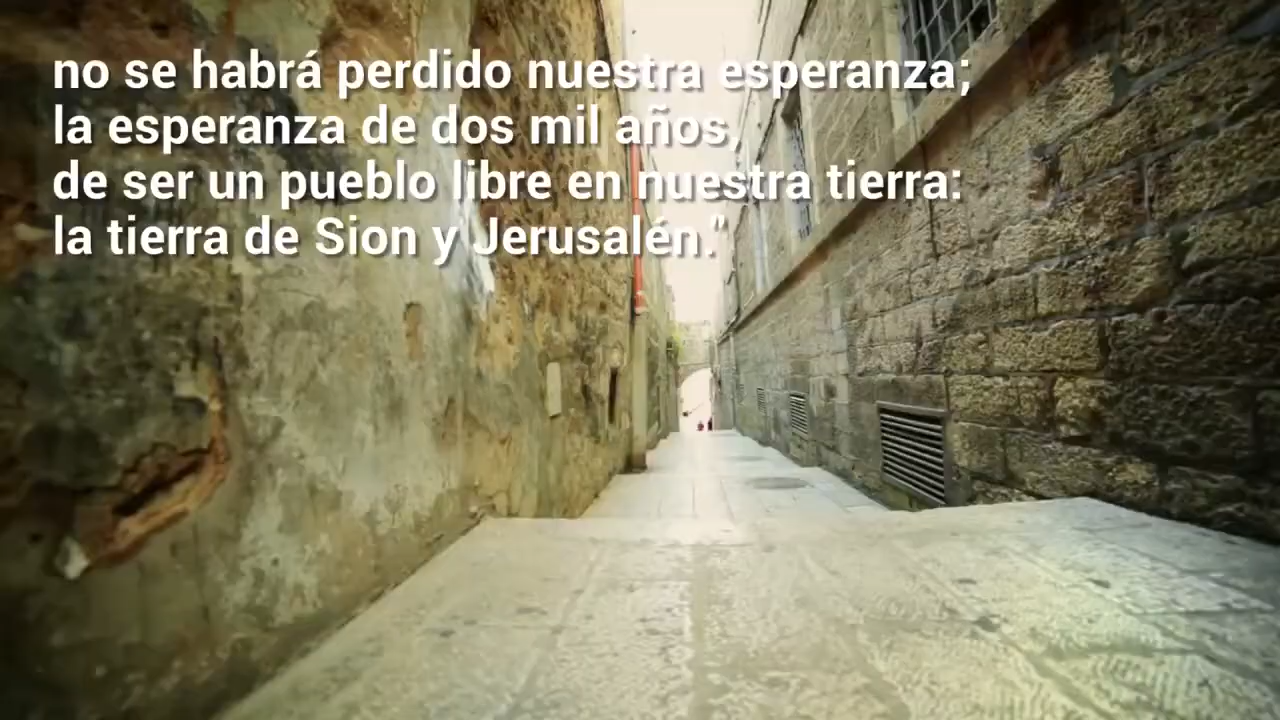 no se habrá perdido nuestra esperanza;
la esperanza de dos mil años,
de ser un pueblo libre en nuestra tierra:
la tierra de Sion y Jerusalén."